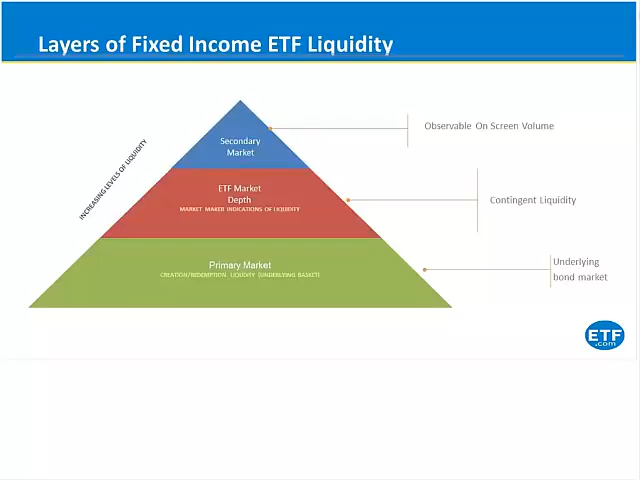 Layers of Fixed Income ETF Liquidity
INCREASING LEVELS OF LIQUIDITY
Secondary
Market
Observable On Screen Volume
ETF Market
Depth
MARKET MAKER INDICATIONS OF LIQUIDITY
Contingent Liquidity
Primary Market
CREATION/REDEMPTION LIQUIDITY (UNDERLYING BASKET)
Underlying
bond market
ETF
.com